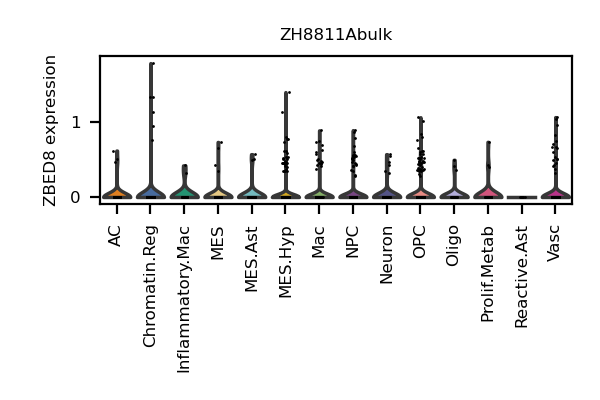 ZH8811Abulk
ZBED8 expression
1
0
AC
Chromatin.Reg
Inflammatory.Mac
MES
MES.Ast
MES.Hyp
Mac
NPC
Neuron
OPC
Oligo
Prolif.Metab
Reactive.Ast
Vasc